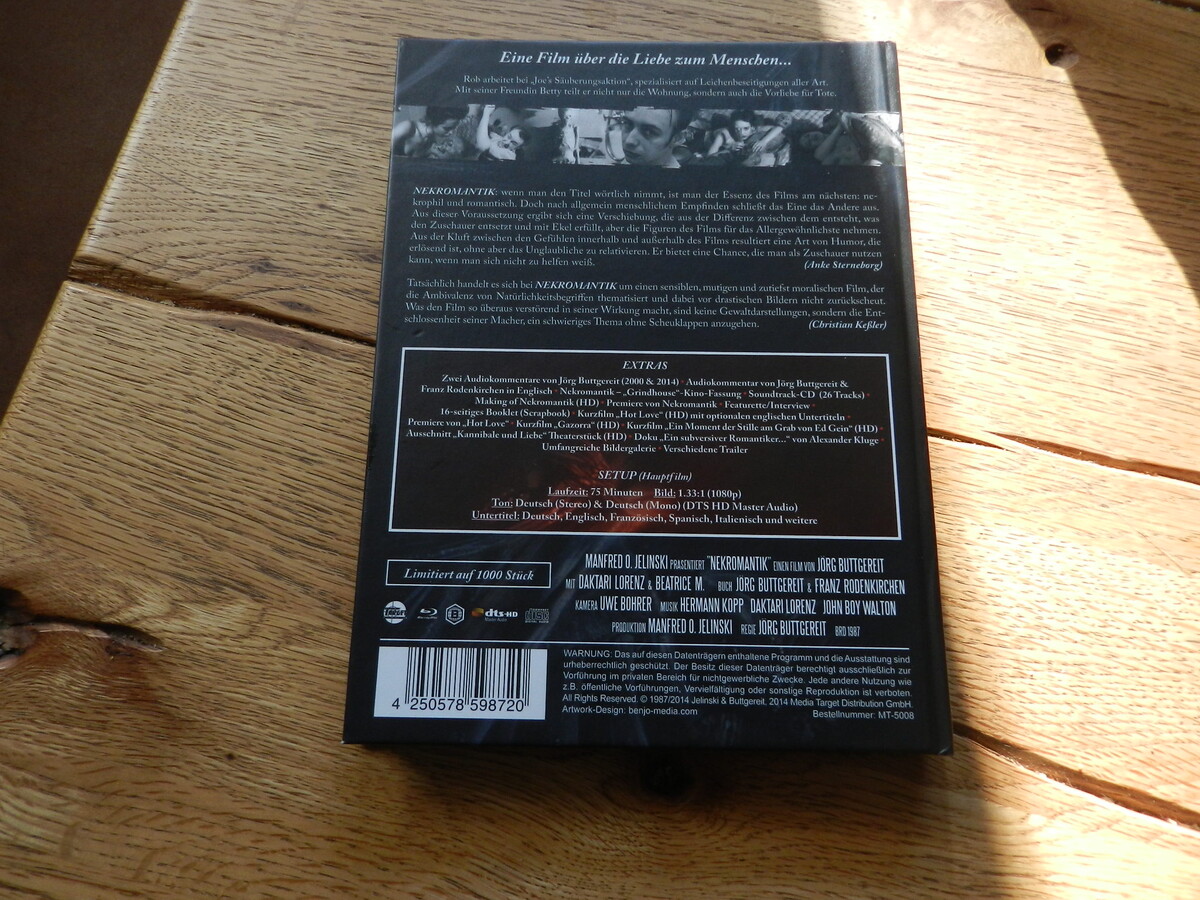 Eine Film über die Liebe zum Menschen...
Rob arbeitet bei „Joe's Säuberungsaktion“, spezialisiert auf Leichenbeseitigungen aller Art.
Mit seiner Freundin Betty teilt er nicht nur die Wohnung, sondern auch die Vorliebe für Tote.
NEKROMANTIK: wenn man den Titel wörtlich nimmt, ist man der Essenz des Films am nächsten: ne-
krophil und romantisch. Doch nach allgemein menschlichem Empfinden schließt das Eine das Andere aus.
Aus dieser Voraussetzung ergibt sich eine Verschiebung, die aus der Differenz zwischen dem entsteht, was
den Zuschauer entsetzt und mit Ekel erfüllt, aber die Figuren des Films für das Allergewöhnlichste nehmen.
Aus der Kluft zwischen den Gefühlen innerhalb und außerhalb des Films resultiert eine Art von Humor, die
erlösend ist, ohne aber das Unglaubliche zu relativieren. Er bietet eine Chance, die man als Zuschauer nutzen
kann, wenn man sich nicht zu helfen weiß. (Anke Sterneborg)
Tatsächlich handelt es sich bei NEKROMANTIK um einen sensiblen, mutigen und zutiefst moralischen Film, der
die Ambivalenz von Natürlichkeitsbegriffen thematisiert und dabei vor drastischen Bildern nicht zurückscheut.
Was den Film so überaus verstörend in seiner Wirkung macht, sind keine Gewaltdarstellungen, sondern die Ent-
schlossenheit seiner Macher, ein schwieriges Thema ohne Scheuklappen anzugehen. (Christian Keßler)
EXTRAS
Zwei Audiokommentare von Jörg Buttgereit (2000 & 2014) • Audiokommentar von Jörg Buttgereit &
Franz Rodenkirchen in Englisch • Nekromantik – „Grindhouse“-Kino-Fassung • Soundtrack-CD (26 Tracks) •
Making of Nekromantik (HD) • Premiere von Nekromantik • Featurette/Interview •
16-seitiges Booklet (Scrapbook) • Kurzfilm „Hot Love“ (HD) mit optionalen englischen Untertiteln •
Premiere von „Hot Love“ • Kurzfilm „Gazorra“ (HD) • Kurzfilm „Ein Moment der Stille am Grab von Ed Gein“ (HD) •
Ausschnitt „Kannibale und Liebe“ Theaterstück (HD) • Doku „Ein subversiver Romantiker...“ von Alexander Kluge •
Umfangreiche Bildergalerie • Verschiedene Trailer
SETUP (Hauptfilm)
Laufzeit: 75 Minuten Bild: 1.33:1 (1080p)
Ton: Deutsch (Stereo) & Deutsch (Mono) (DTS HD Master Audio)
Untertitel: Deutsch, Englisch, Französisch, Spanisch, Italienisch und weitere
Limitiert auf 1000 Stück
MANFRED O. JELINSKI PRÄSENTIERT "NEKROMANTIK" EINEN FILM VON JÖRG BUTTGEREIT
MIT DAKTARI LORENZ & BEATRICE M. BUCH JÖRG BUTTGEREIT & FRANZ RODENKIRCHEN
KAMERA UWE BOHRER MUSIK HERMANN KOPP DAKTARI LORENZ JOHN BOY WALTON
PRODUKTION MANFRED O. JELINSKI REGIE JÖRG BUTTGEREIT BRD 1987
TARGET
dts-HD
Master Audio
WARNUNG: Das auf diesen Datenträgern enthaltene Programm und die Ausstattung sind
urheberrechtlich geschützt. Der Besitz dieser Datenträger berechtigt ausschließlich zur
Vorführung im privaten Bereich für nichtgewerbliche Zwecke. Jede andere Nutzung wie
z.B. öffentliche Vorführungen, Vervielfältigung oder sonstige Reproduktion ist verboten.
All Rights Reserved. © 1987/2014 Jelinski & Buttgereit, 2014 Media Target Distribution GmbH.
Artwork-Design: benjo-media.com Bestellnummer: MT-5008
4 250578 598720